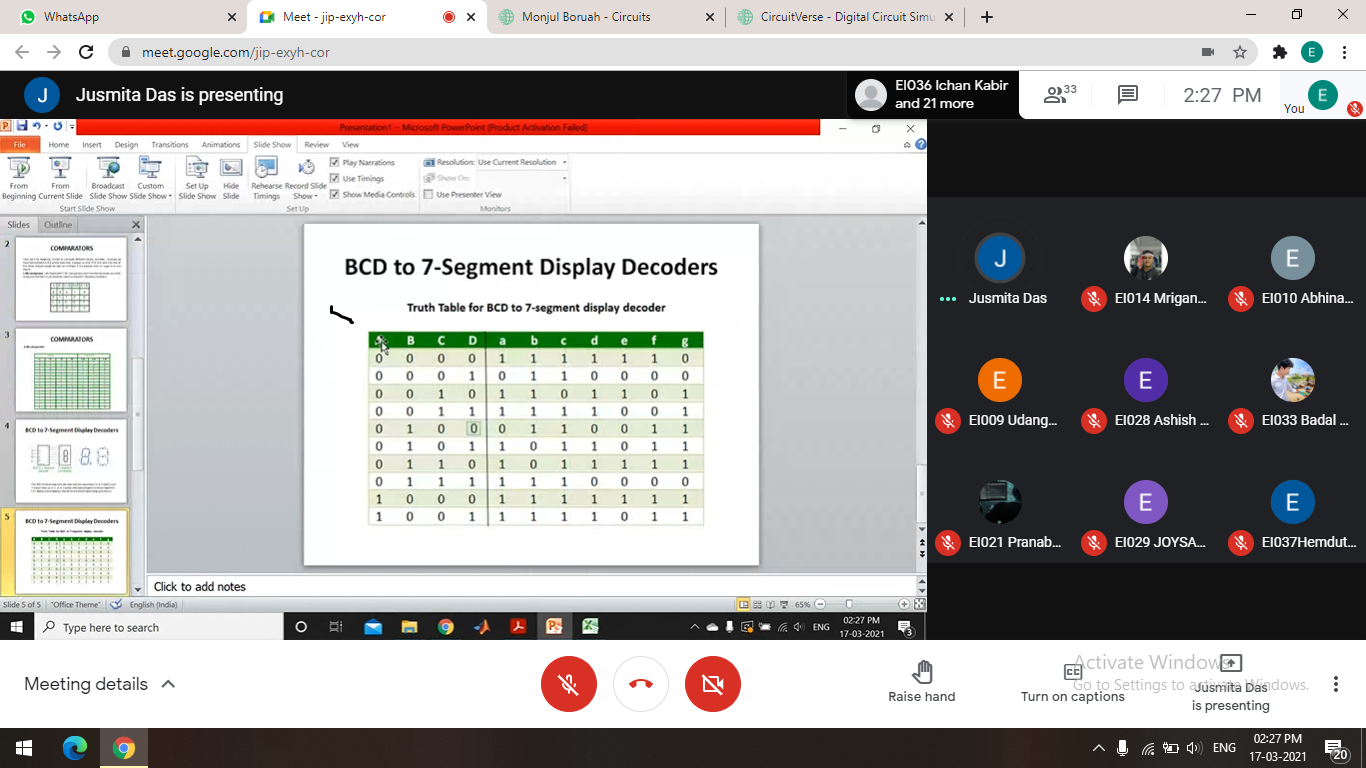 WhatsApp
Meet - jip-exyh-cor
Monjul Boruah - Circuits
CircuitVerse - Digital Circuit Simu
meet.google.com/jip-exyh-cor
E
J
Jusmita Das is presenting
EI036 Ichan Kabir
and 21 more
33
2:27 PM
You
E
Presentation1 - Microsoft PowerPoint (Product Activation Failed)
File Home Insert Design Transitions Animations Slide Show Review View
From Beginning
From Current Slide
Broadcast Slide Show
Custom Slide Show
Set Up Slide Show
Hide Slide
Rehearse Timings
Record Slide Show
Play Narrations
Use Timings
Show Media Controls
Resolution: Use Current Resolution
Show On:
Use Presenter View
Start Slide Show
Set Up
Monitors
Slides Outline
2
COMPARATORS
3
COMPARATORS
4
BCD to 7-Segment Display Decoders
5
BCD to 7-Segment Display Decoders
BCD to 7-Segment Display Decoders
Truth Table for BCD to 7-segment display decoder
B C D a b c d e f g
0 0 0 0 1 1 1 1 1 1 0
0 0 0 1 0 1 1 0 0 0 0
0 0 1 0 1 1 0 1 1 0 1
0 0 1 1 1 1 1 1 0 0 1
0 1 0 0 0 1 1 0 0 1 1
0 1 0 1 1 0 1 1 0 1 1
0 1 1 0 1 0 1 1 1 1 1
0 1 1 1 1 1 1 0 0 0 0
1 0 0 0 1 1 1 1 1 1 1
1 0 0 1 1 1 1 1 0 1 1
Click to add notes
Slide 5 of 5 "Office Theme" English (India)
65%
Type here to search
ENG
02:27 PM
17-03-2021
3
J
Jusmita Das
EI014 Mrigan...
E
EI010 Abhina...
E
EI009 Udang...
E
EI028 Ashish ...
EI033 Badal ...
EI021 Pranab...
E
EI029 JOYSA...
E
EI037Hemdut...
Meeting details
Raise hand
Turn on captions
Jusmita Das
is presenting
Activate Windows
Go to Settings to activate Windows.
ENG
02:27 PM
17-03-2021
20